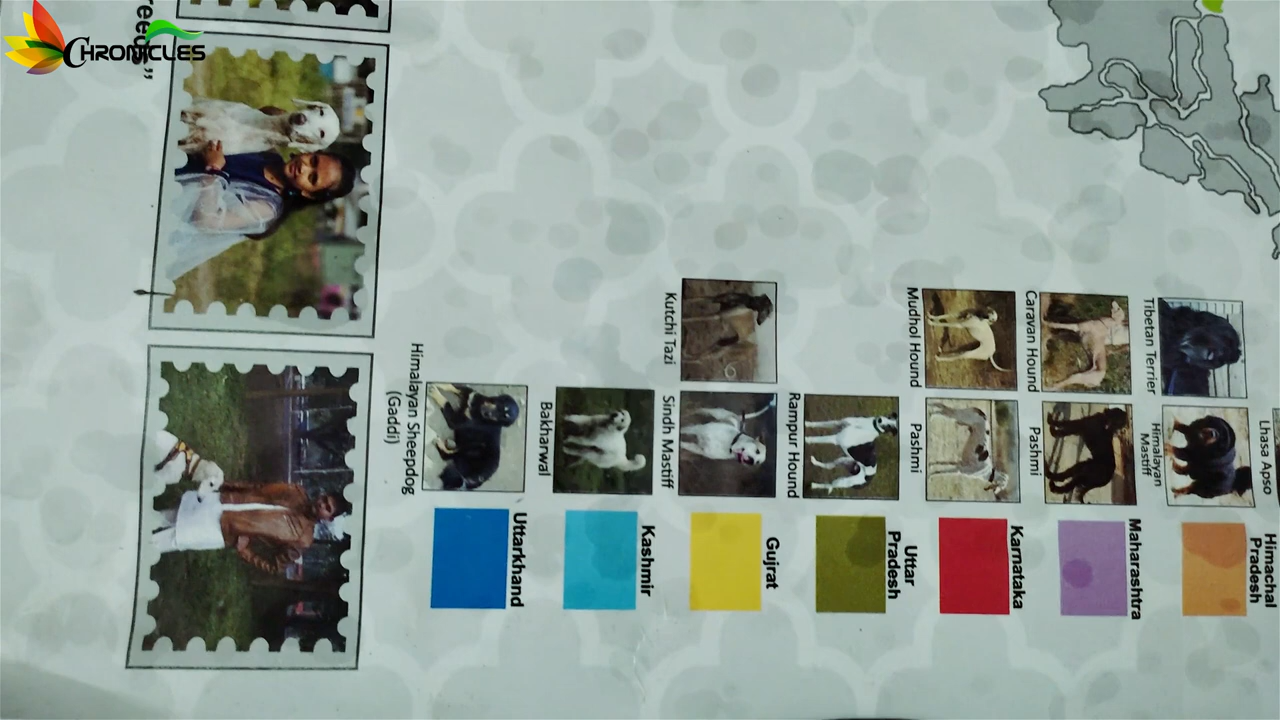 CHRONICLES
Lhasa Apso
Himachal
Pradesh
Tibetan Terrier
Himalayan
Mastiff
Caravan Hound
Pashmi
Maharashtra
Mudhol Hound
Pashmi
Karnataka
Rampur Hound
Uttar
Pradesh
Kutchi Tazi
Sindh Mastiff
Gujrat
Bakharwal
Kashmir
Himalayan Sheepdog
(Gaddi)
Uttarkhand